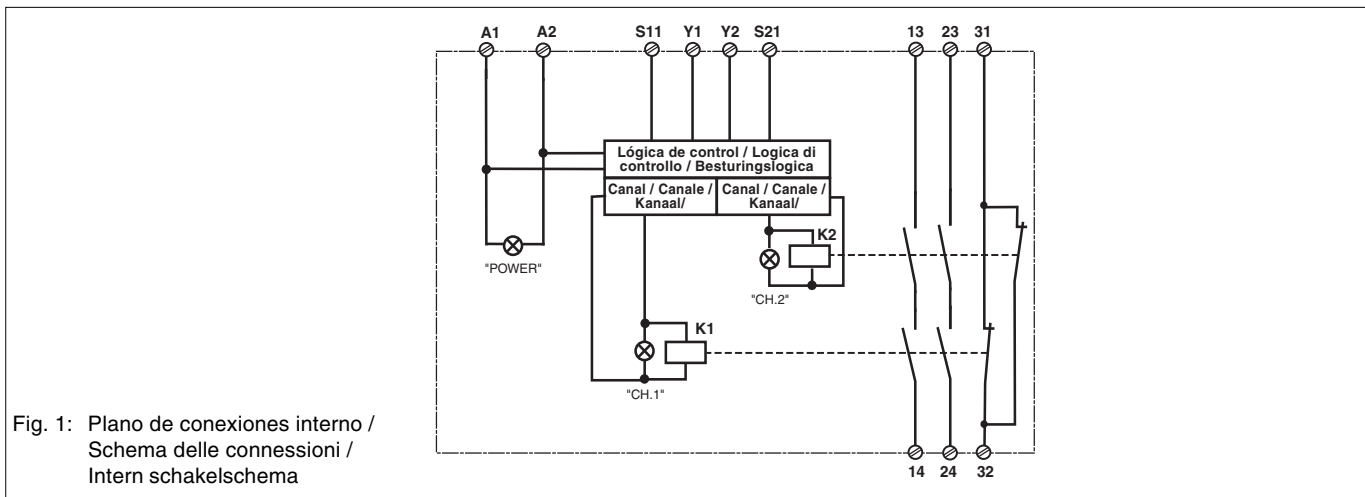 A1 A2 S11 Y1 Y2 S21 13 23 31
Lógica de control / Logica di
controllo / Besturingslogica
Canal / Canale /
Kanaal/
Canal / Canale /
Kanaal/
K2
"POWER"
"CH.2"
K1
"CH.1"
14 24 32
Fig. 1: Plano de conexiones interno /
Schema delle connessioni /
Intern schakelschema